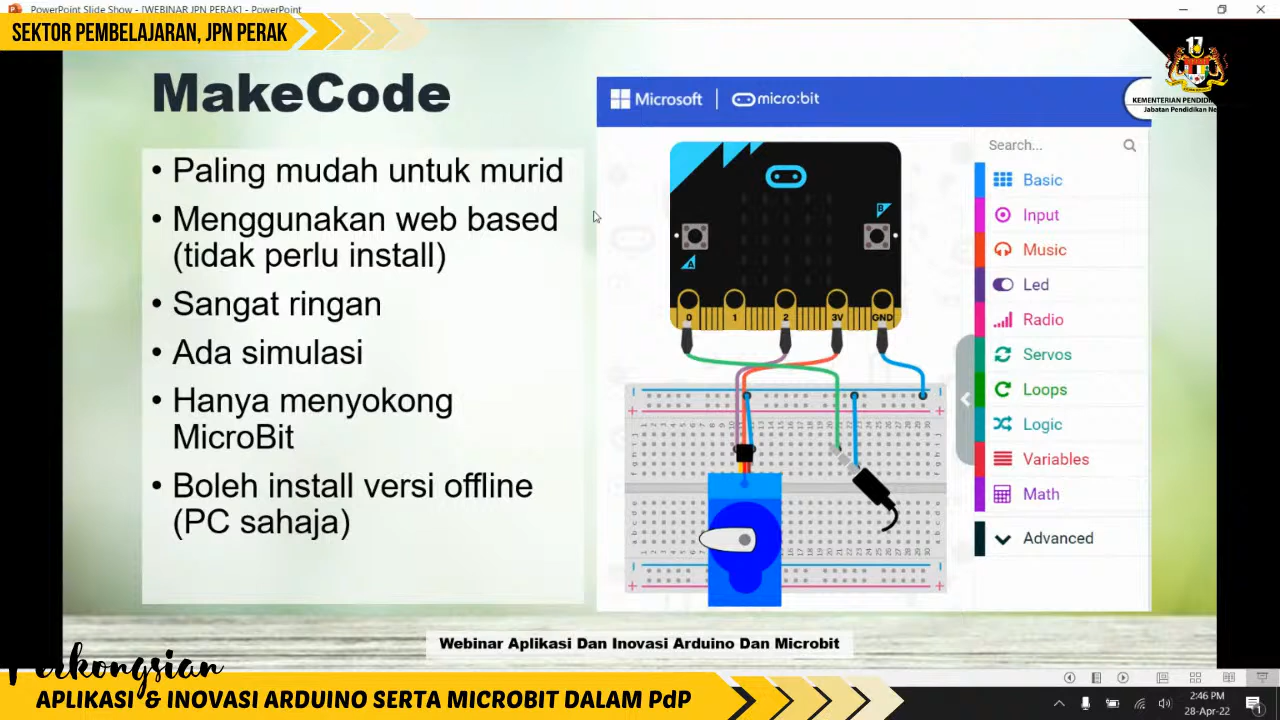 PowerPoint Slide Show - [WEBINAR JPN PERAK] - PowerPoint
SEKTOR PEMBELAJARAN, JPN PERAK
KEMENTERIAN PENDIDI
Jabatan Pendidikan Ne
MakeCode
• Paling mudah untuk murid
• Menggunakan web based
(tidak perlu install)
• Sangat ringan
• Ada simulasi
• Hanya menyokong
MicroBit
• Boleh install versi offline
(PC sahaja)
Microsoft | micro:bit
B
A
0 1 2 3V GND
Search...
Basic
Input
Music
Led
Radio
Servos
Loops
Logic
Variables
Math
Advanced
Webinar Aplikasi Dan Inovasi Arduino Dan Microbit
Perkongsian
APLIKASI & INOVASI ARDUINO SERTA MICROBIT DALAM PdP
2:46 PM
28-Apr-22